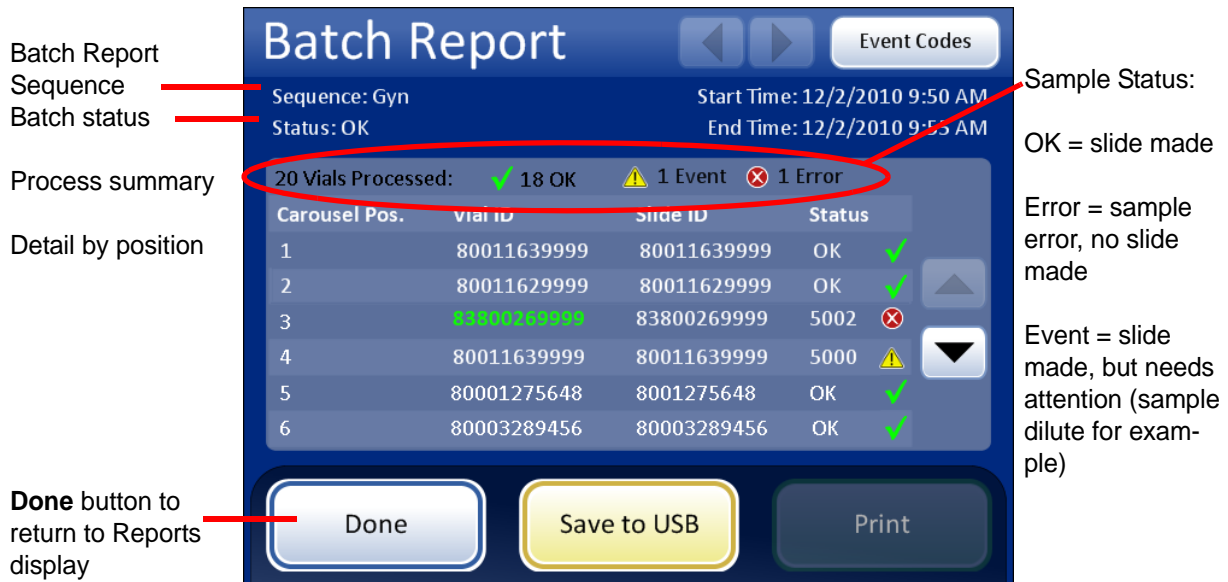 Batch Report
Sequence
Batch status
Process summary
Detail by position
Done button to
return to Reports
display
Batch Report
Event Codes
Sequence: Gyn
Start Time: 12/2/2010 9:50 AM
Status: OK
End Time: 12/2/2010 9:55 AM
20 Vials Processed: 18 OK 1 Event 1 Error
Carousel Pos. Vial ID Slide ID Status
1 80011639999 80011639999 OK
2 80011629999 80011629999 OK
3 83800269999 83800269999 5002
4 80011639999 80011639999 5000
5 80001275648 80001275648 OK
6 80003289456 80003289456 OK
Done
Save to USB
Print
Sample Status:
OK = slide made
Error = sample
error, no slide
made
Event = slide
made, but needs
attention (sample
dilute for exam-
ple)